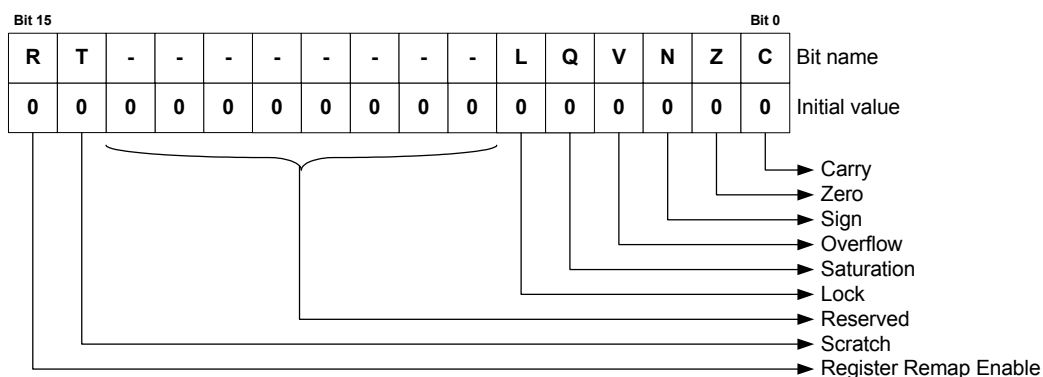 Bit 15 Bit 0
R T - - - - - - - - L Q V N Z C Bit name
0 0 0 0 0 0 0 0 0 0 0 0 0 0 0 0 Initial value
Carry
Zero
Sign
Overflow
Saturation
Lock
Reserved
Scratch
Register Remap Enable